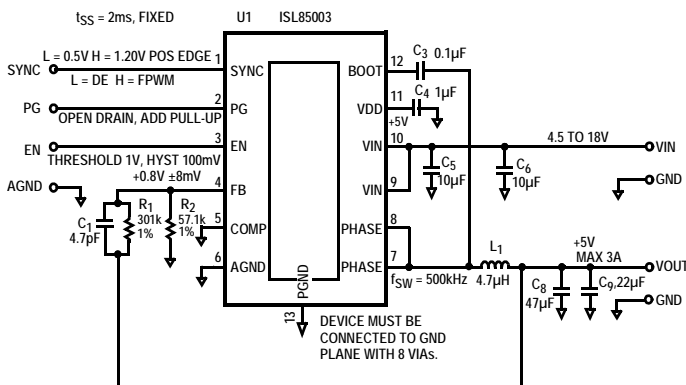 tSS = 2ms, FIXED
U1 ISL85003
SYNC
L = 0.5V H = 1.20V POS EDGE
L = DE H = FPWM
1
SYNC
PG
OPEN DRAIN, ADD PULL-UP
2
PG
EN
THRESHOLD 1V, HYST 100mV
3
EN
AGND
+0.8V ±8mV
4
FB
C1
4.7pF
R1
301k
1%
R2
57.1k
1%
5
COMP
6
AGND
PGND
13
DEVICE MUST BE
CONNECTED TO GND
PLANE WITH 8 VIAs.
BOOT
12
C3 0.1µF
VDD
11
C4 1µF
+5V
VIN
10
4.5 TO 18V
VIN
C5
10µF
C6
10µF
GND
VIN
9
PHASE
8
PHASE
7
fSW = 500kHz
L1
4.7µH
+5V
MAX 3A
VOUT
C8
47µF
C9,22µF
GND